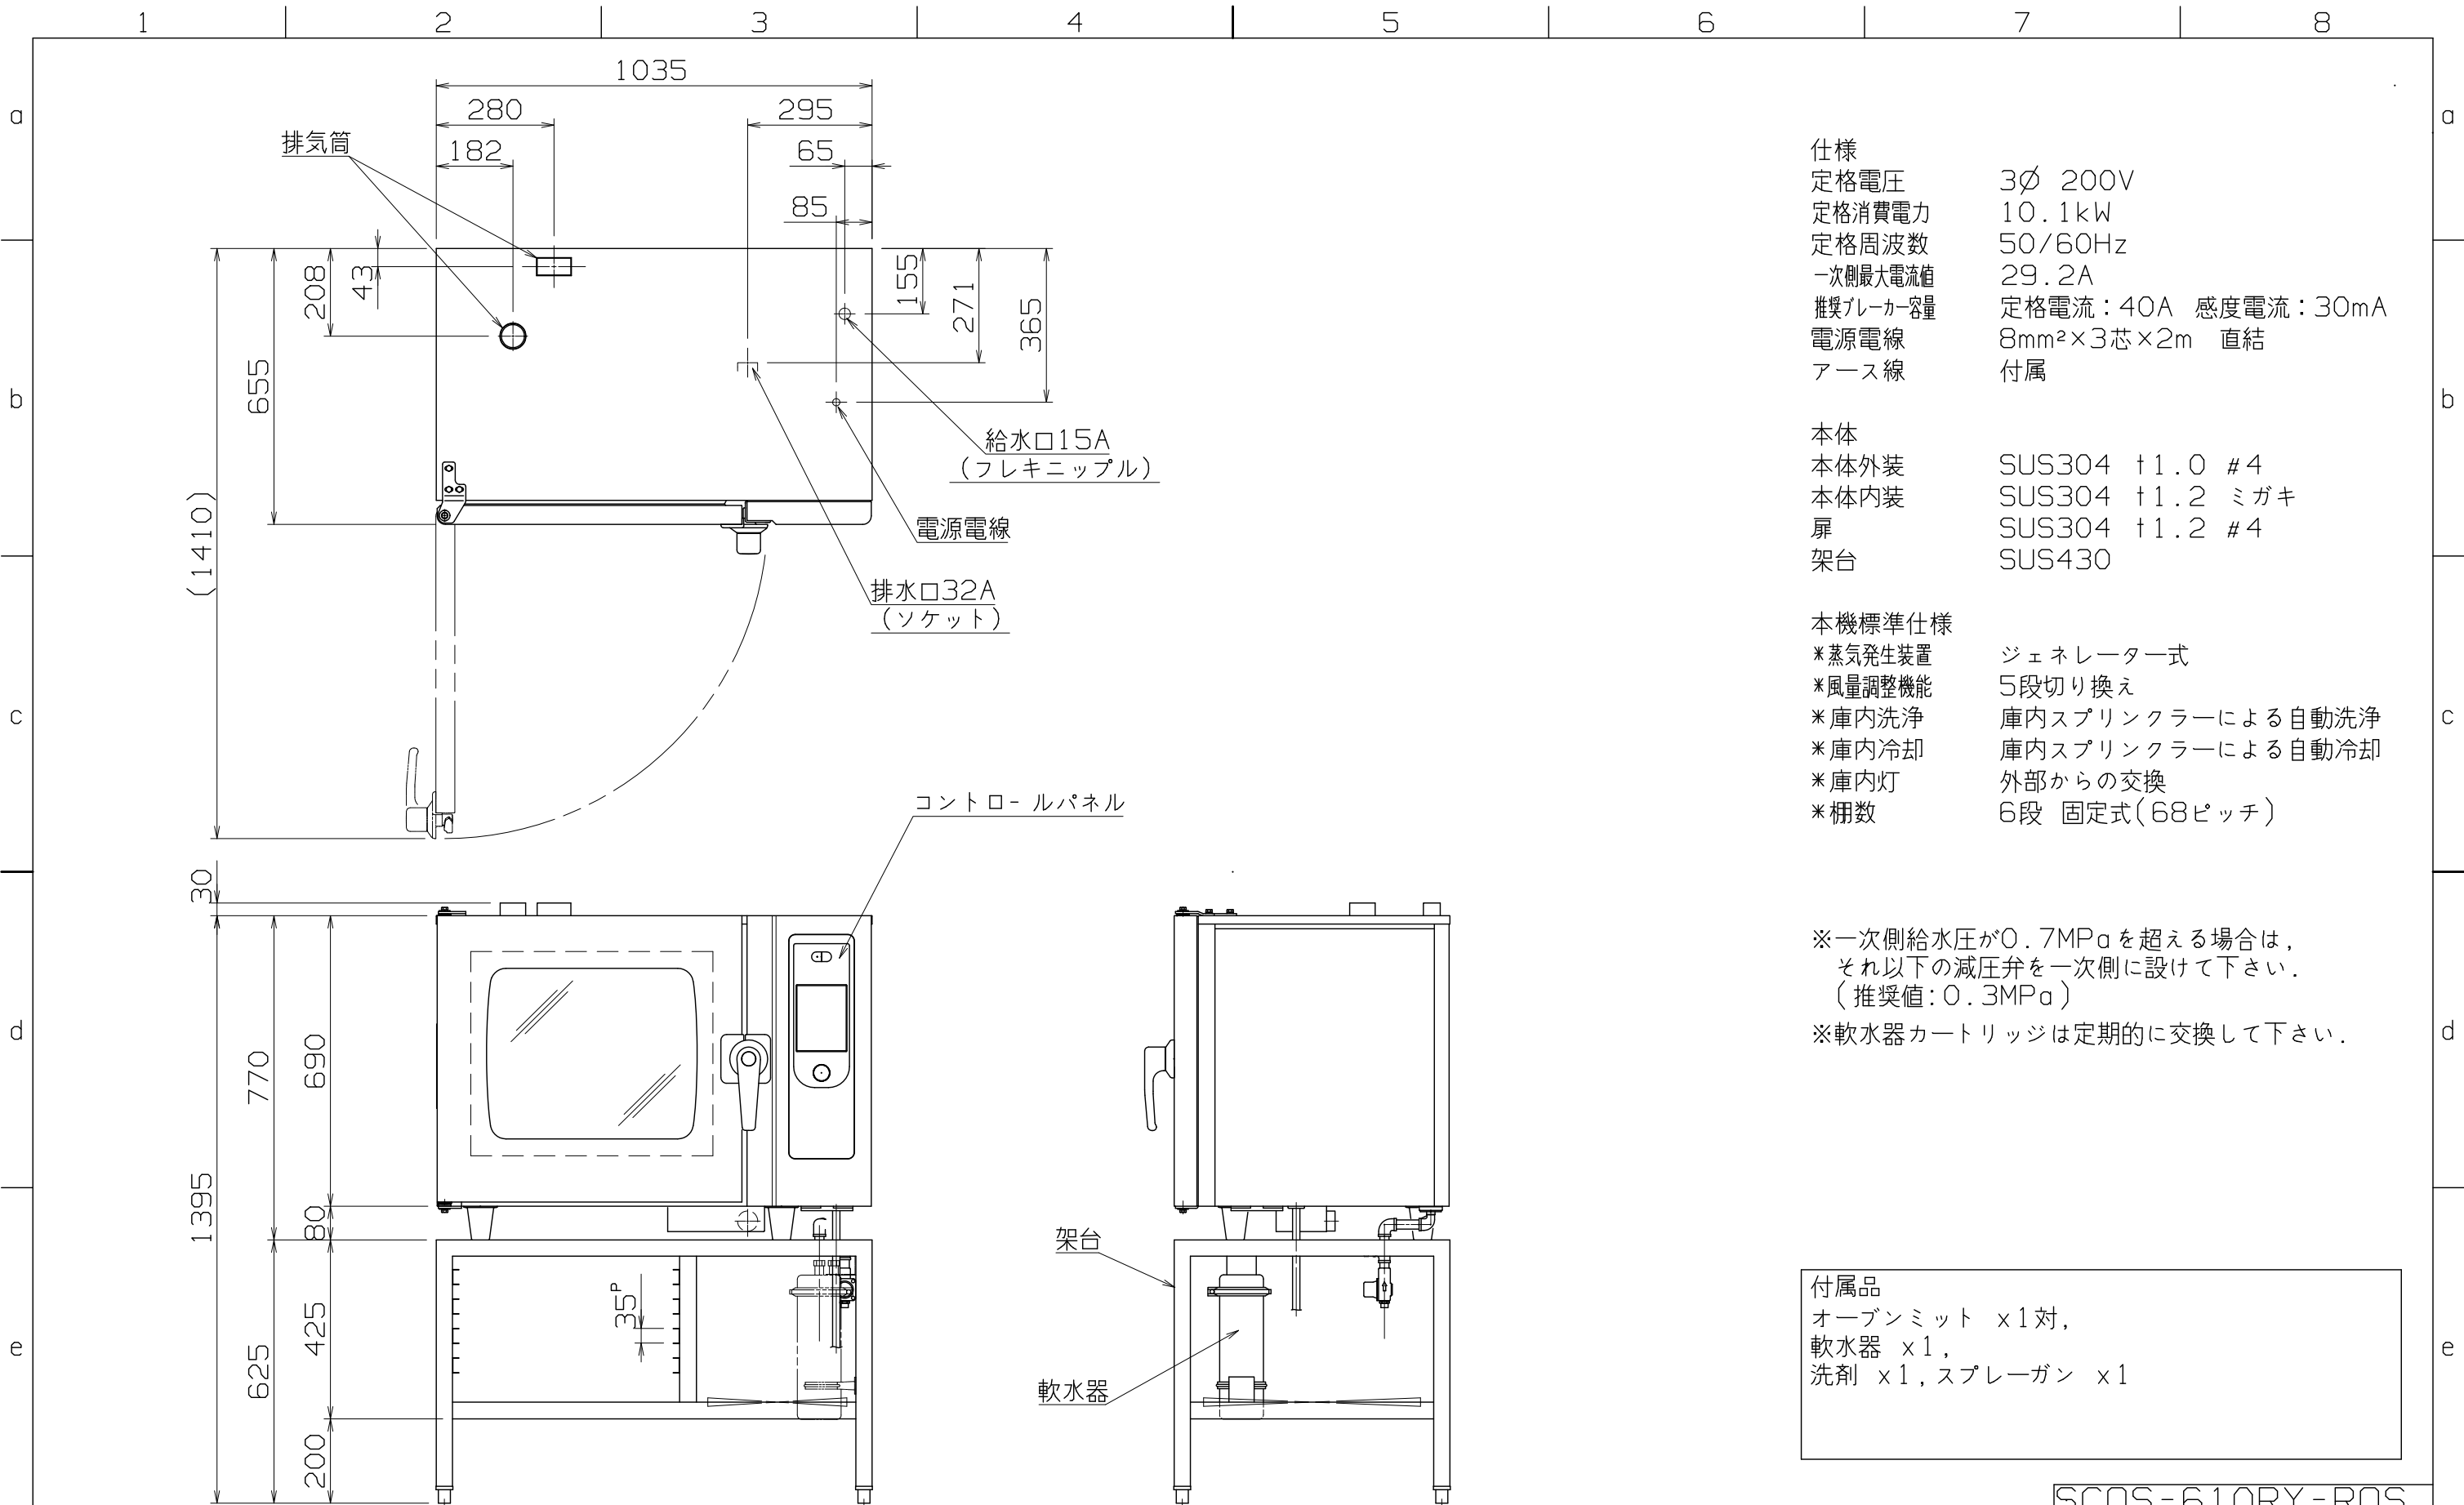 1 2 3 4 5 6 7 8
a a
b b
c c
d d
e e
1035
280
295
182
65
85
排気筒
208
43
655
(1410)
155
271
365
給水口15A
(フレキニップル)
電源電線
排水口32A
(ソケット)
コントロ-ルパネル
30
1395
770
690
80
625
425
200
35P
架台
軟水器
仕様
定格電圧 3∅ 200V
定格消費電力 10.1kW
定格周波数 50/60Hz
一次側最大電流値 29.2A
推奨ブレーカー容量 定格電流:40A 感度電流:30mA
電源電線 8mm²×3芯×2m 直結
アース線 付属
本体
本体外装 SUS304 t1.0 #4
本体内装 SUS304 t1.2 ミガキ
扉 SUS304 t1.2 #4
架台 SUS430
本機標準仕様
*蒸気発生装置 ジェネレーター式
*風量調整機能 5段切り換え
*庫内洗浄 庫内スプリンクラーによる自動洗浄
*庫内冷却 庫内スプリンクラーによる自動冷却
*庫内灯 外部からの交換
*棚数 6段 固定式(68ピッチ)
※一次側給水圧が0.7MPaを超える場合は,
それ以下の減圧弁を一次側に設けて下さい.
(推奨値:0.3MPa)
※軟水器カートリッジは定期的に交換して下さい.
付属品
オーブンミット x1対,
軟水器 x1,
洗剤 x1,スプレーガン x1
SCOS-610RY-ROS